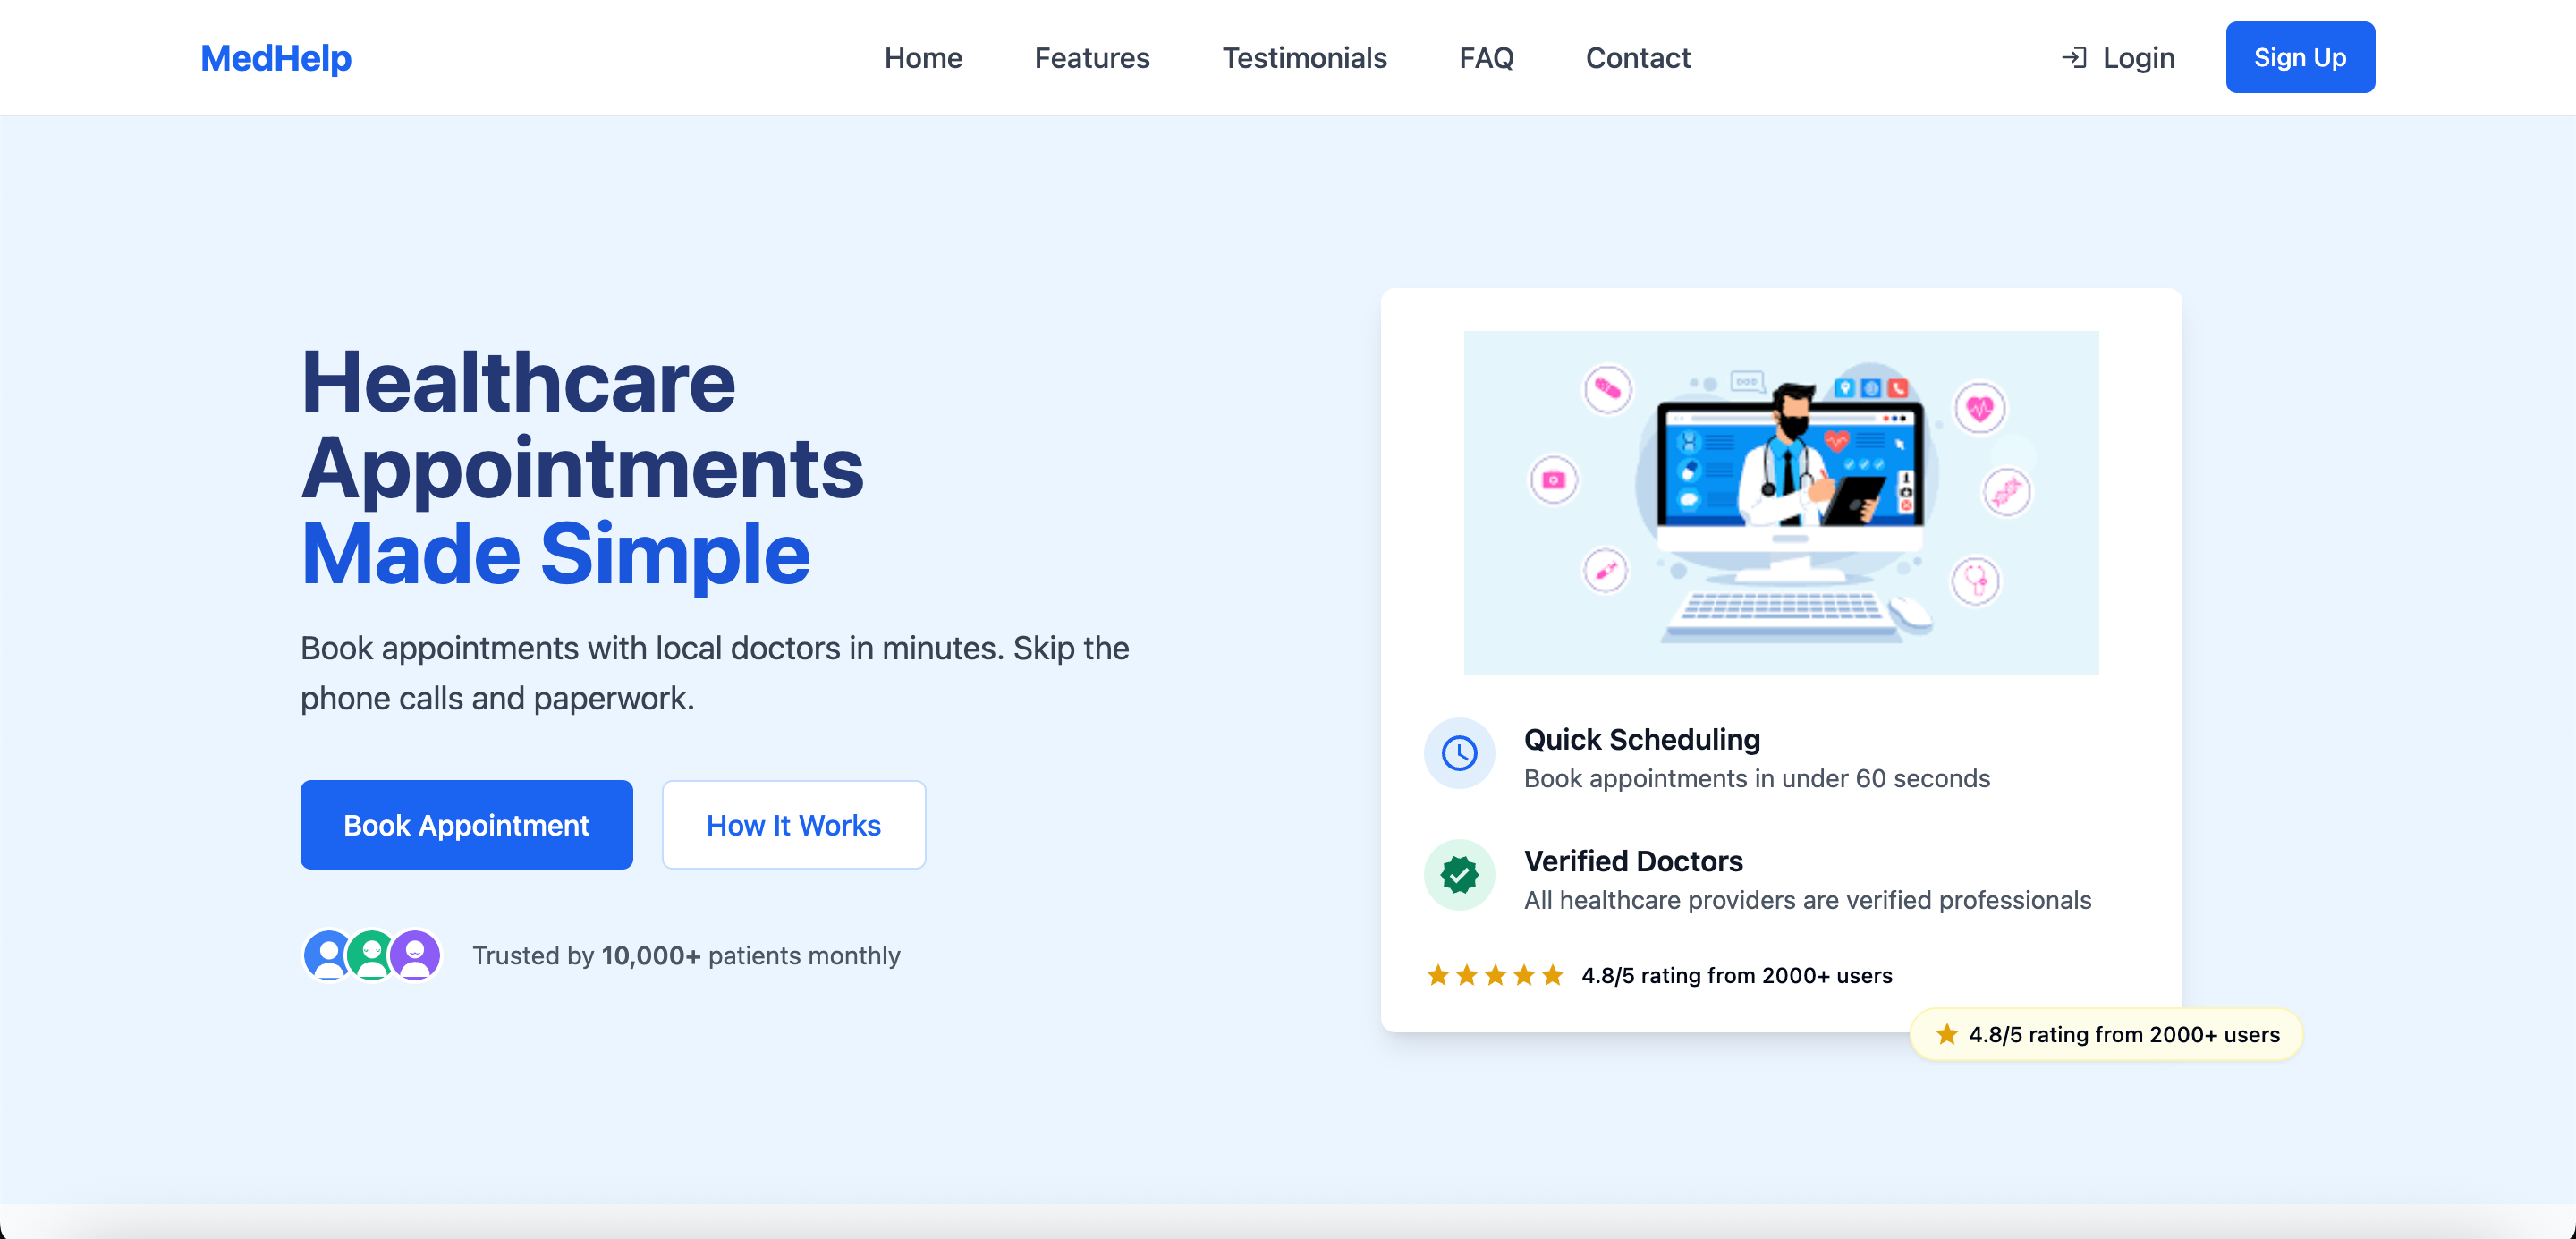 MedHelp
Home
Features
Testimonials
FAQ
Contact
Login
Sign Up
Healthcare
Appointments
Made Simple
Book appointments with local doctors in minutes. Skip the
phone calls and paperwork.
Book Appointment
How It Works
Trusted by 10,000+ patients monthly
Quick Scheduling
Book appointments in under 60 seconds
Verified Doctors
All healthcare providers are verified professionals
4.8/5 rating from 2000+ users
4.8/5 rating from 2000+ users